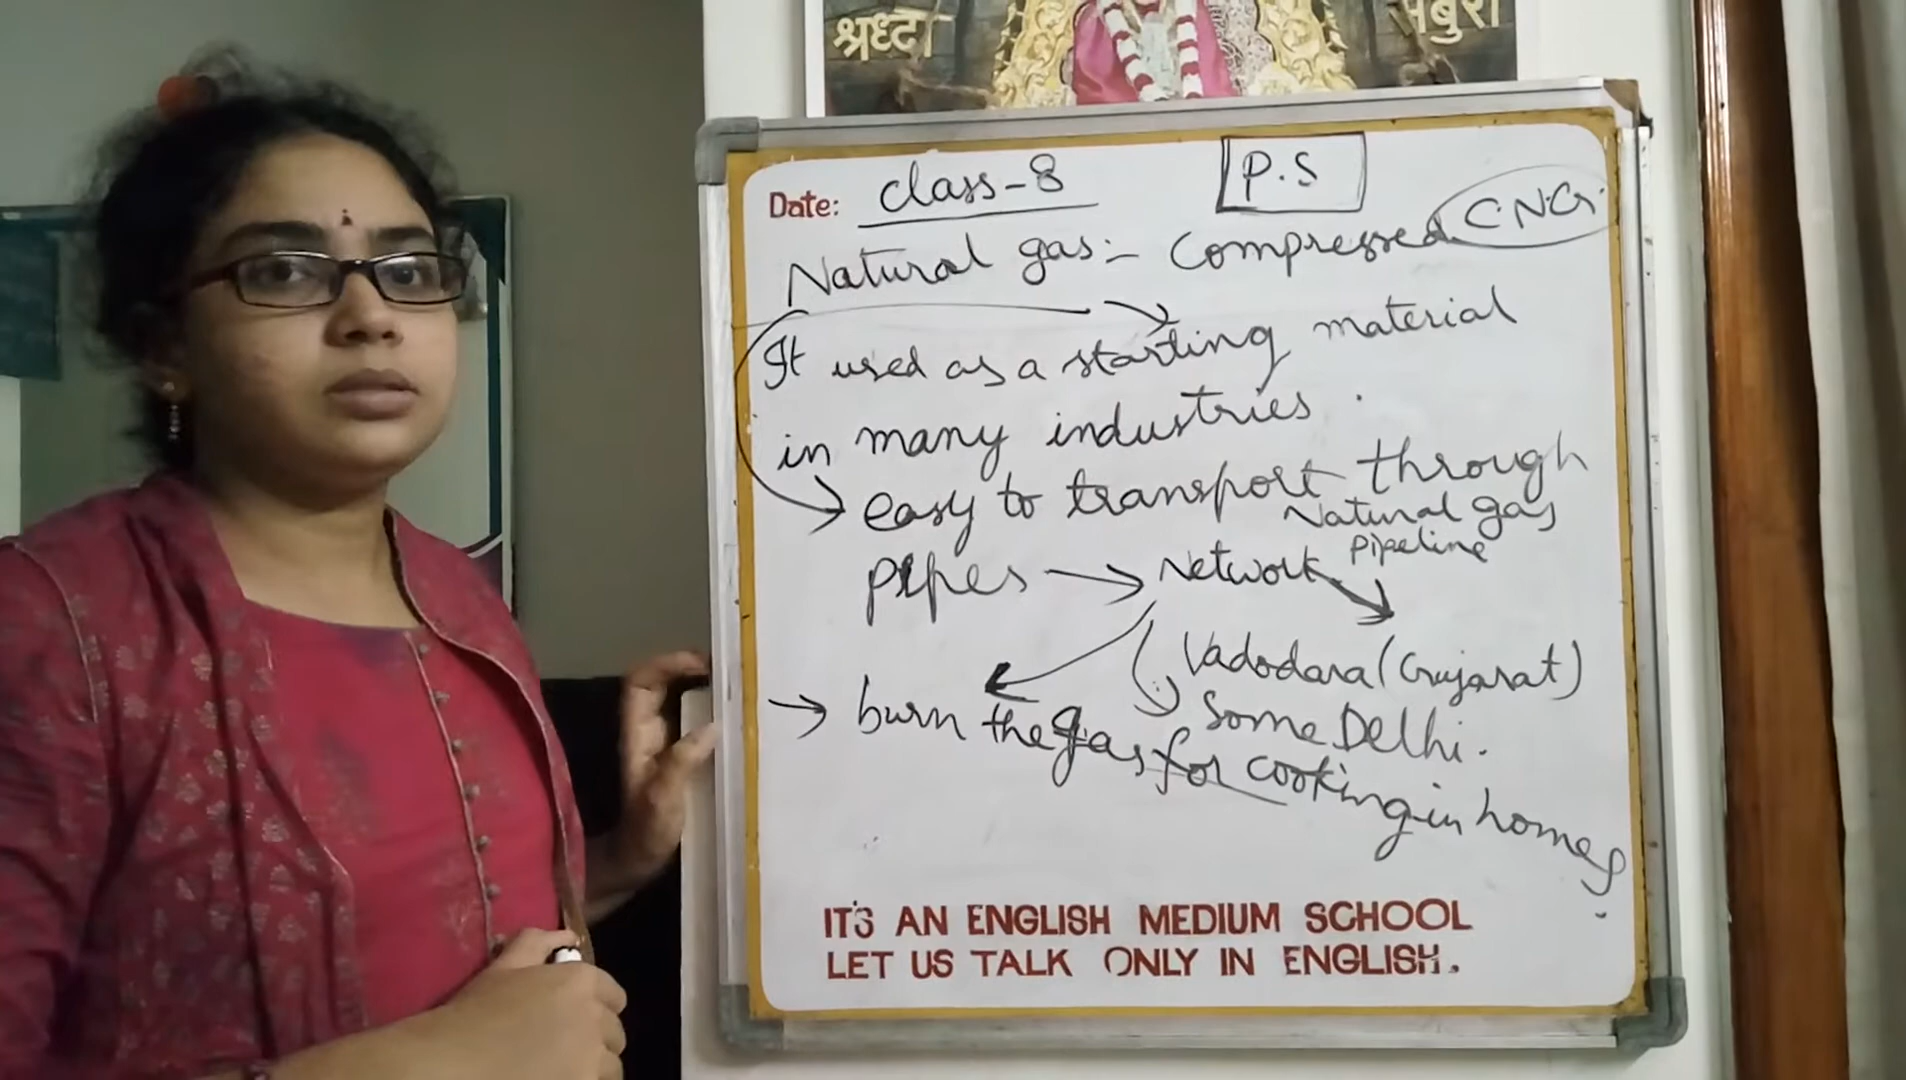 श्रध्दा सबुरी
Date: class-8 P.S
Natural gas:- Compressed C.N.G.
It used as a starting material
in many industries.
easy to transport through
pipes → Network Natural gas
pipeline
Vadodara (Gujarat)
Some Delhi.
→ burn the gas for cooking in homes.
IT'S AN ENGLISH MEDIUM SCHOOL
LET US TALK ONLY IN ENGLISH.